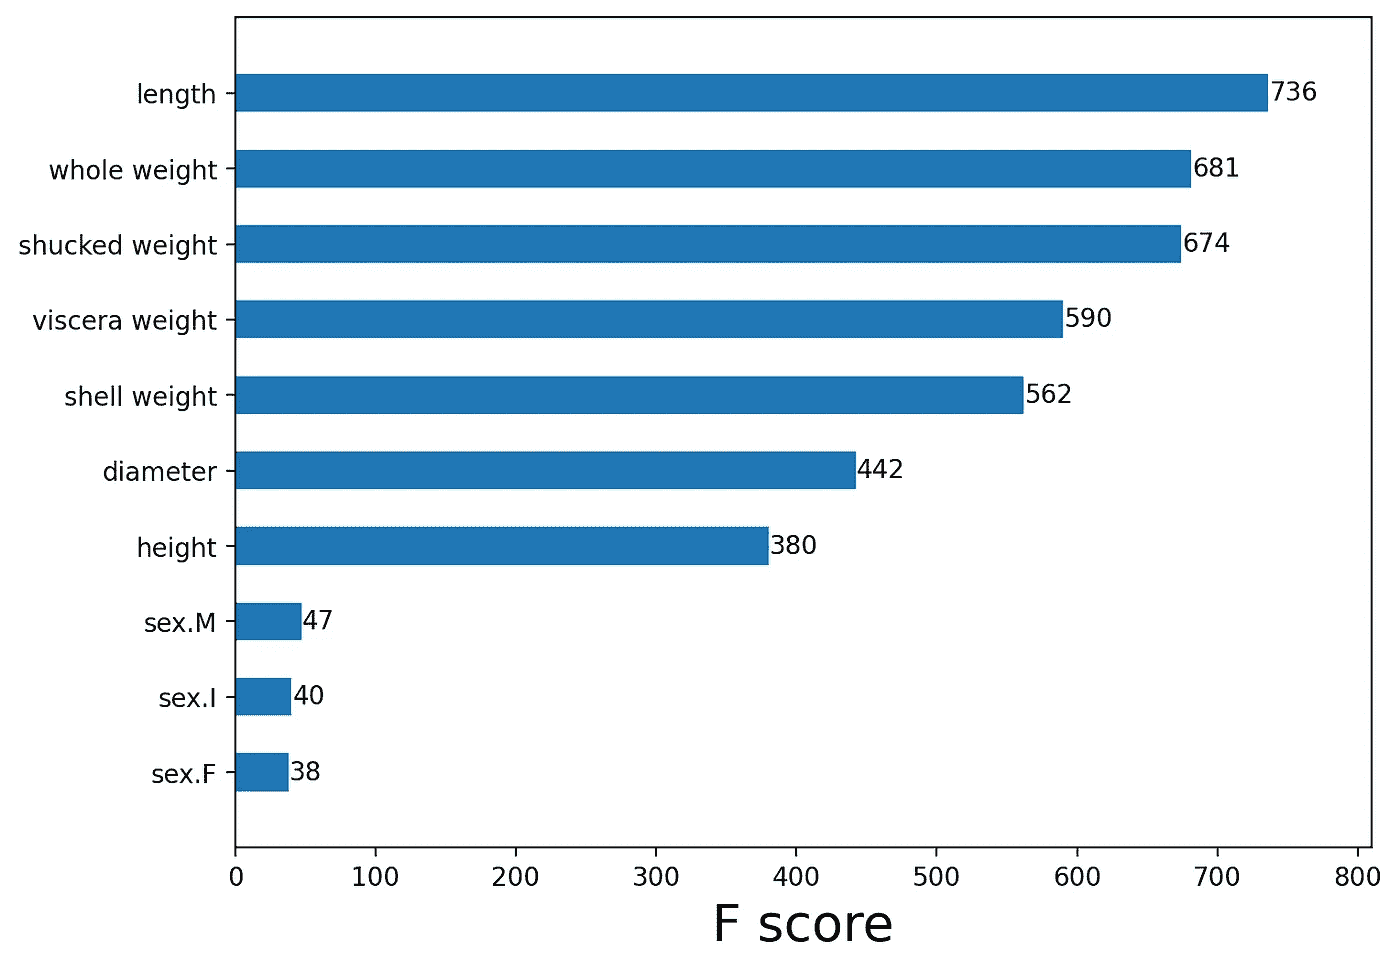 length 736
whole weight 681
shucked weight 674
viscera weight 590
shell weight 562
diameter 442
height 380
sex.M 47
sex.I 40
sex.F 38
0 100 200 300 400 500 600 700 800
F score